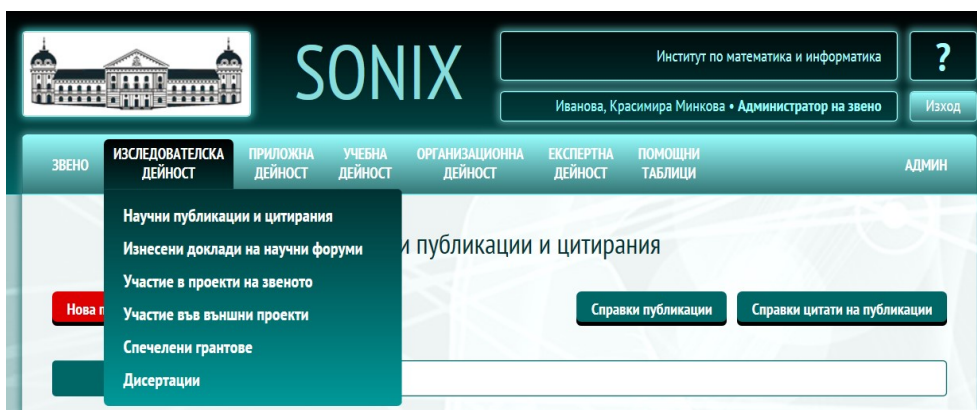 SONIX
Институт по математика и информатика
?
Иванова, Красимира Минкова • Администратор на звено
Изход
ЗВЕНО
ИЗСЛЕДОВАТЕЛСКА
ДЕЙНОСТ
ПРИЛОЖНА
ДЕЙНОСТ
УЧЕБНА
ДЕЙНОСТ
ОРГАНИЗАЦИОННА
ДЕЙНОСТ
ЕКСПЕРТНА
ДЕЙНОСТ
ПОМОЩНИ
ТАБЛИЦИ
АДМИН
Научни публикации и цитирания
Изнесени доклади на научни форуми
Участие в проекти на звеното
Участие във външни проекти
Спечелени грантове
Дисертации
и публикации и цитирания
Нова п
Справки публикации
Справки цитати на публикации